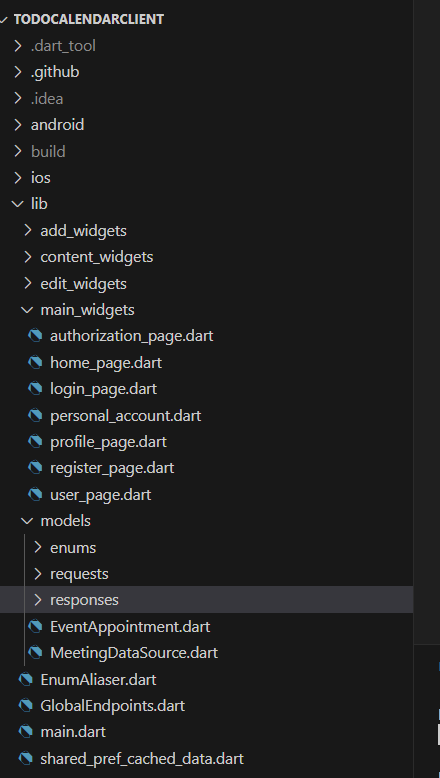 TODOCALENDARCLIENT
.dart_tool
.github
.idea
android
build
ios
lib
add_widgets
content_widgets
edit_widgets
main_widgets
authorization_page.dart
home_page.dart
login_page.dart
personal_account.dart
profile_page.dart
register_page.dart
user_page.dart
models
enums
requests
responses
EventAppointment.dart
MeetingDataSource.dart
EnumAliaser.dart
GlobalEndpoints.dart
main.dart
shared_pref_cached_data.dart